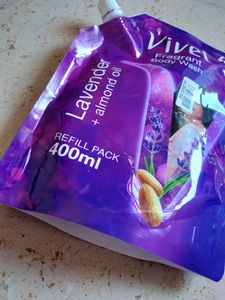 Vivel
Fragrant
Body Wash
Lavender
+ almond oil
REFILL PACK
400ml